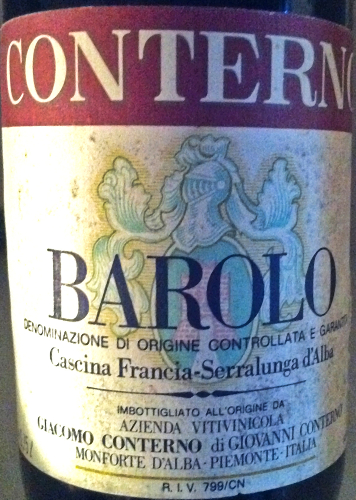 CONTERNO
BAROLO
DENOMINAZIONE DI ORIGINE CONTROLLATA E GARANTI
Cascina Francia-Serralunga d'Alba
IMBOTTIGLIATO ALL'ORIGINE DA
AZIENDA VITIVINICOLA
GIACOMO CONTERNO di GIOVANNI CONTERNO
MONFORTE D'ALBA - PIEMONTE - ITALIA
R. I. V. 799/CN